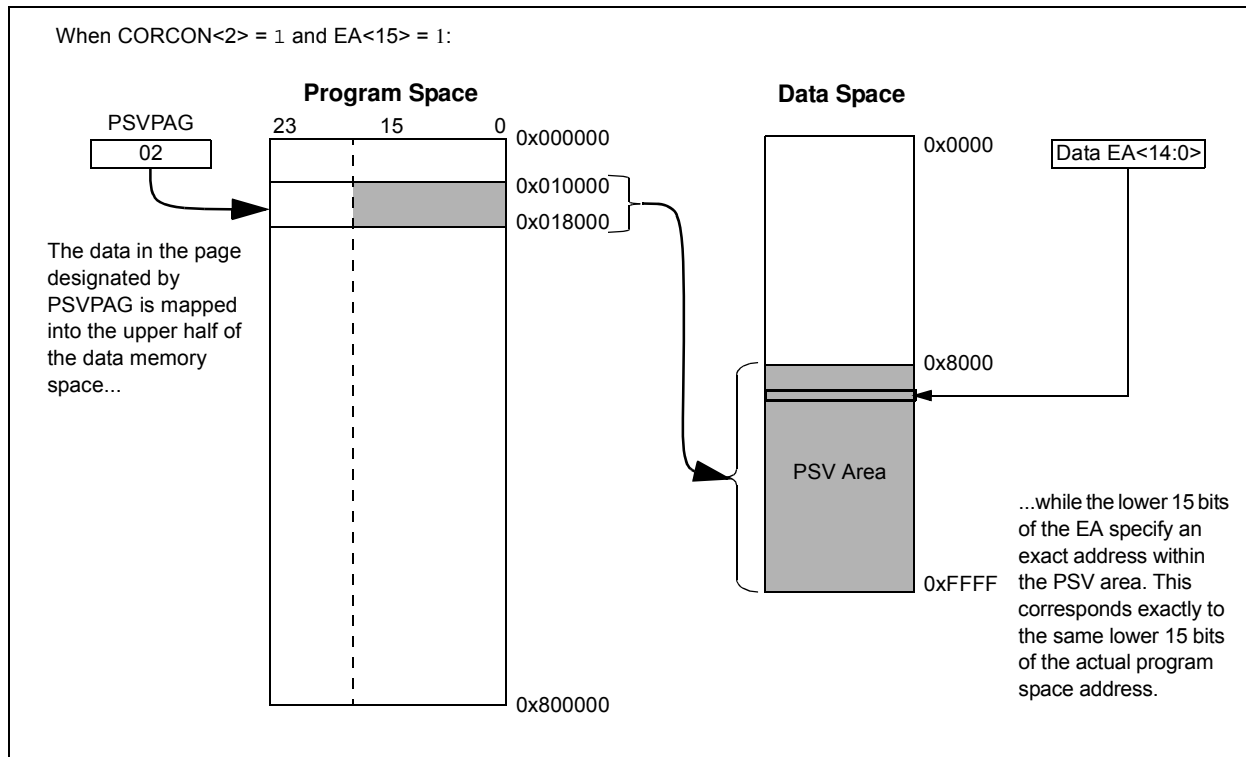 When CORCON<2> = 1 and EA<15> = 1:
Program Space
Data Space
PSVPAG
02
23
15
0
0x000000
0x010000
0x018000
0x800000
The data in the page
designated by
PSVPAG is mapped
into the upper half of
the data memory
space...
0x0000
0x8000
0xFFFF
PSV Area
Data EA<14:0>
...while the lower 15 bits
of the EA specify an
exact address within
the PSV area. This
corresponds exactly to
the same lower 15 bits
of the actual program
space address.